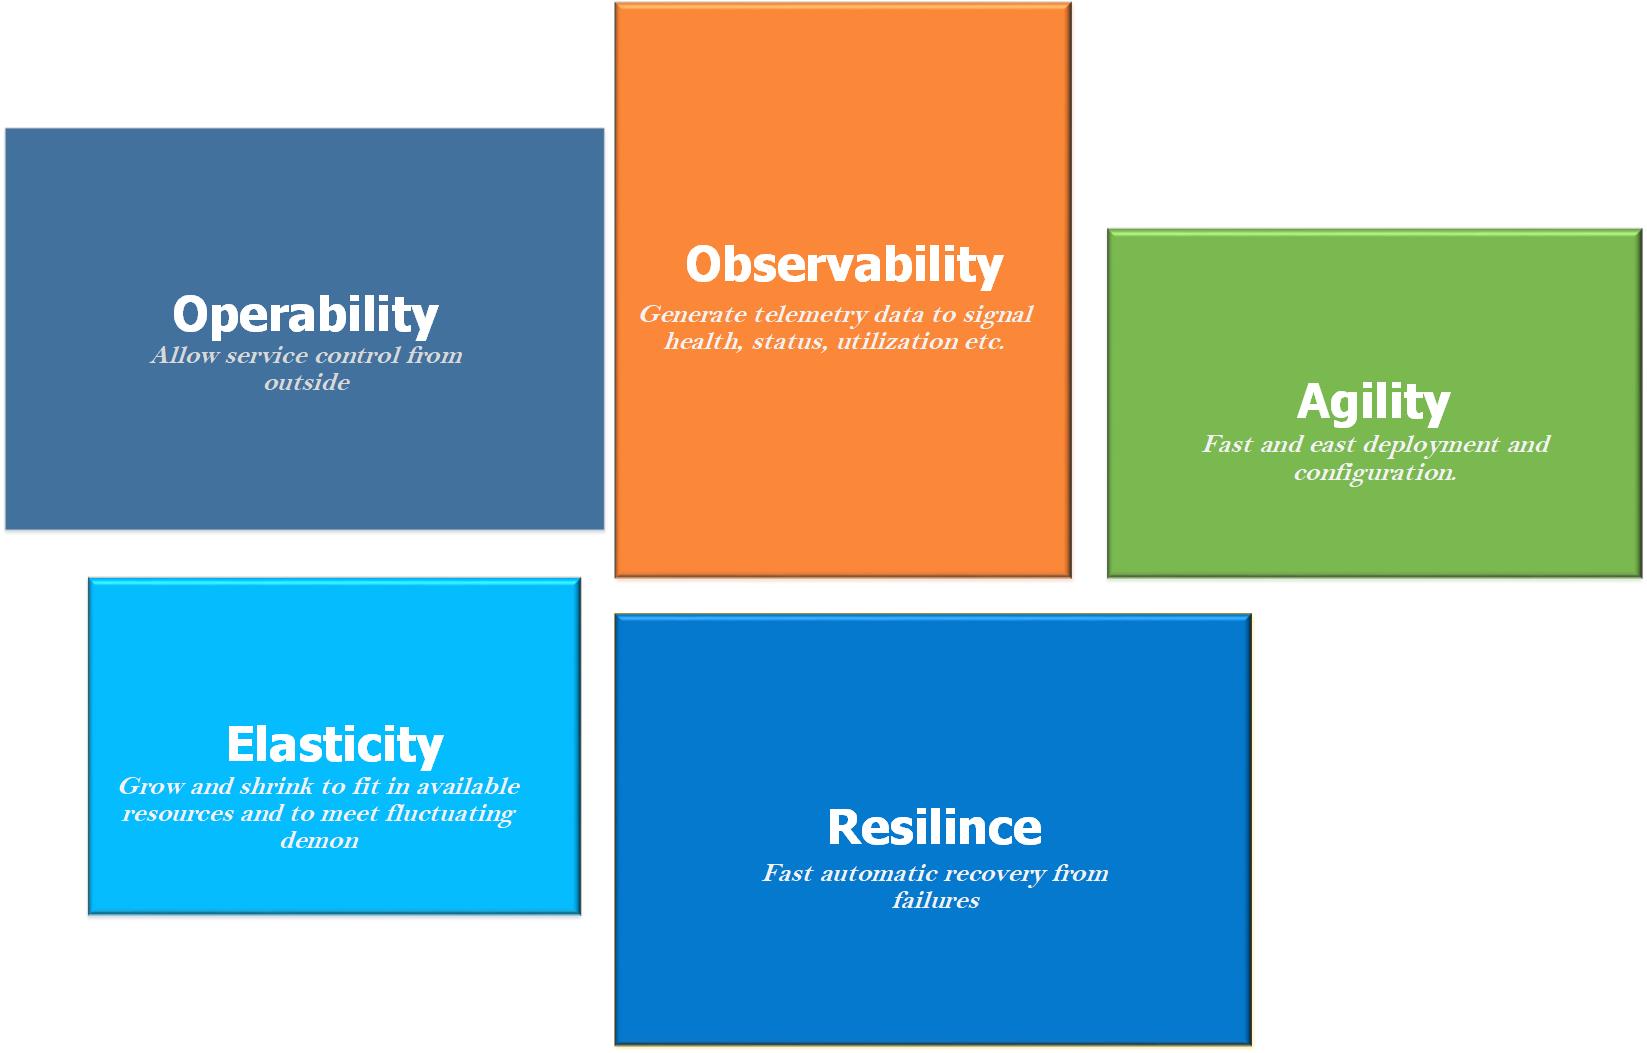 Operability
Allow service control from
outside
Observability
Generate telemetry data to signal
health, status, utilization etc.
Agility
Fast and east deployment and
configuration.
Elasticity
Grow and shrink to fit in available
resources and to meet fluctuating
demon
Resilince
Fast automatic recovery from
failures